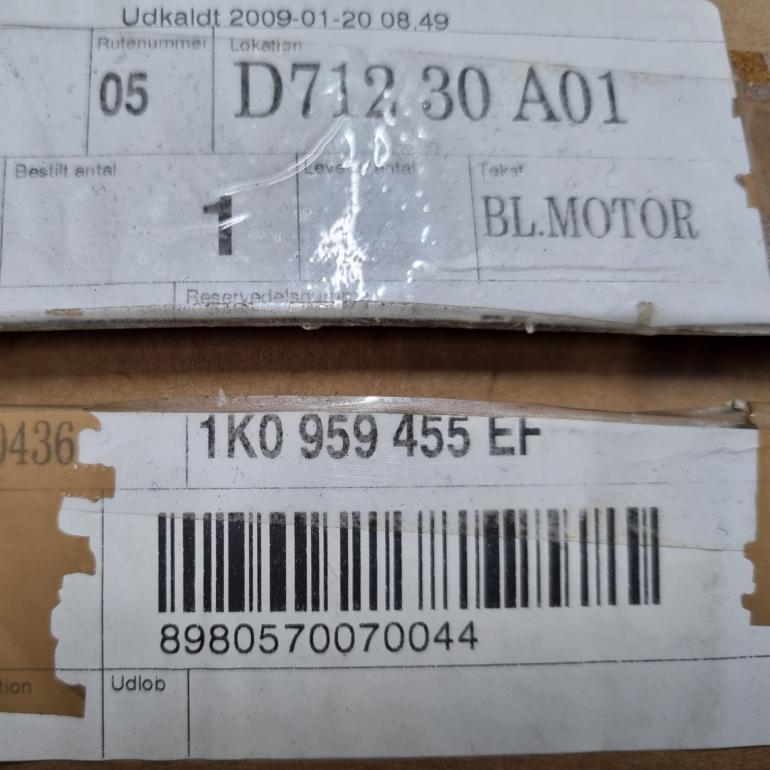 Udkaldt 2009-01-20 08.49
Rutenummer Lokation
05 D712 30 A01
Bestilt antal Tekst
1 BL.MOTOR
0436 1K0 959 455 EF
8980570070044
Udlob